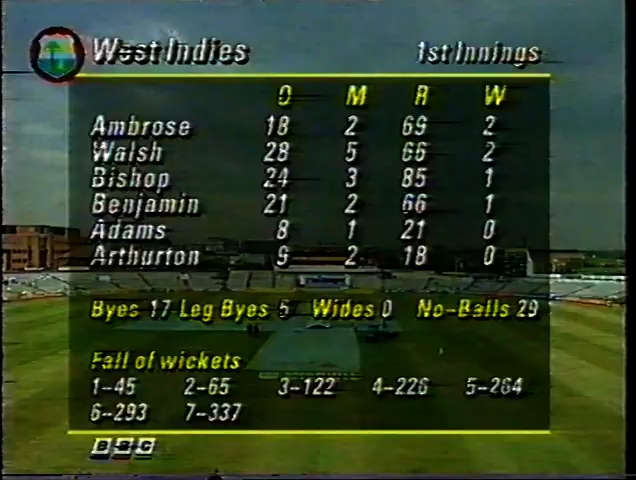 West Indies 1st Innings
O M R W
Ambrose 18 2 69 2
Walsh 28 5 66 2
Bishop 24 3 85 1
Benjamin 21 2 66 1
Adams 8 1 21 0
Arthurton 9 2 18 0
Byes 17 Leg Byes 5 Wides 0 No-Balls 29
Fall of wickets
1-45 2-65 3-122 4-226 5-264
6-293 7-337
BBC